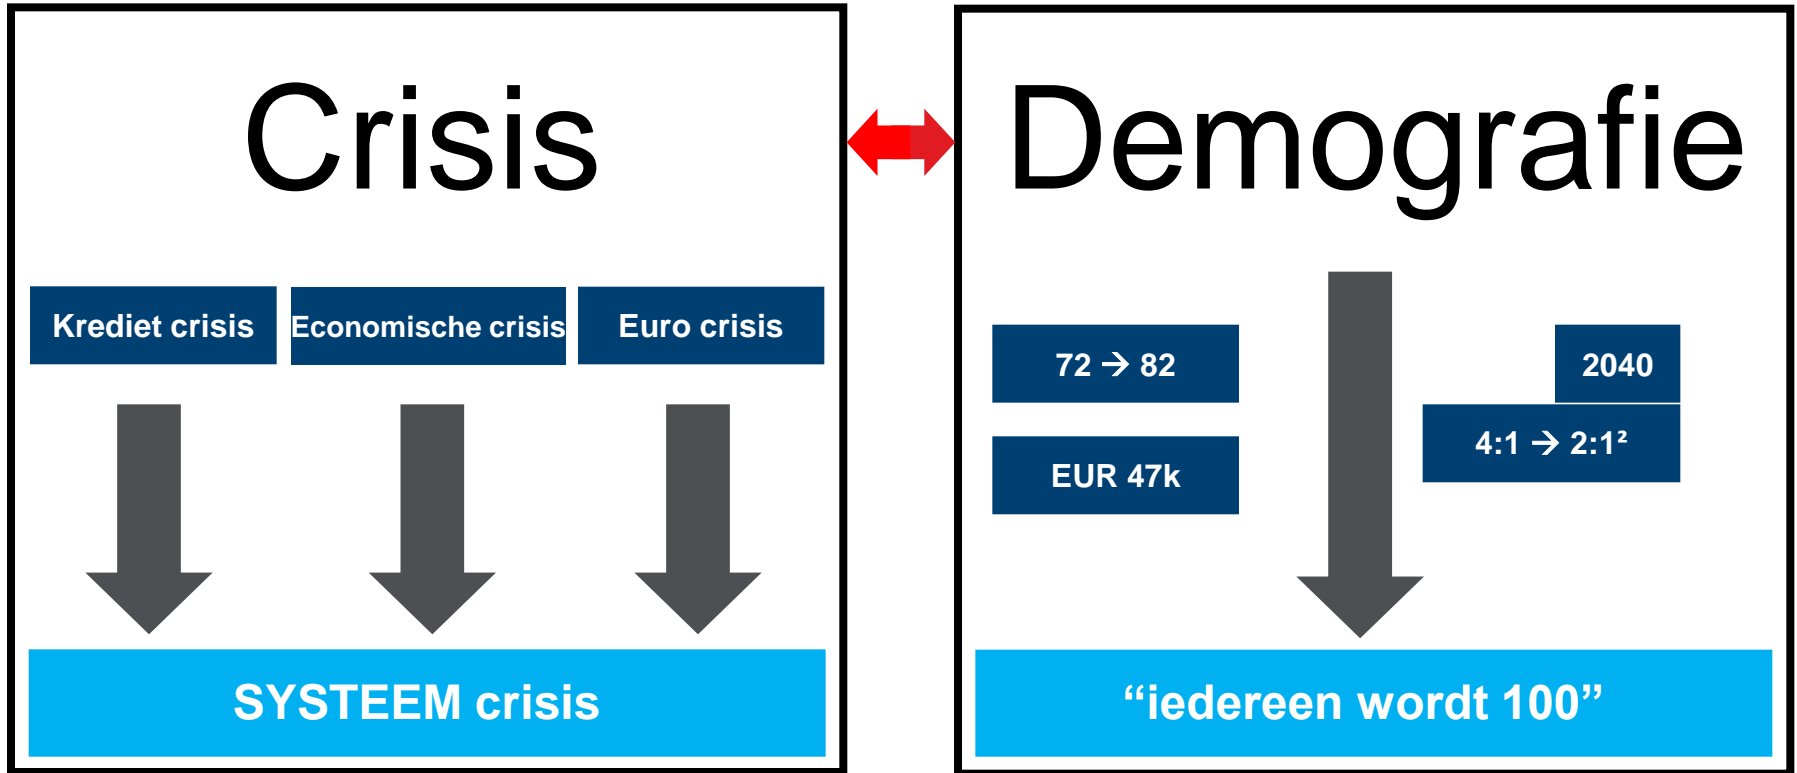 Crisis
Krediet crisis
Economische crisis
Euro crisis
SYSTEEM crisis
Demografie
72 → 82
EUR 47k
2040
4:1 → 2:1²
“iedereen wordt 100”